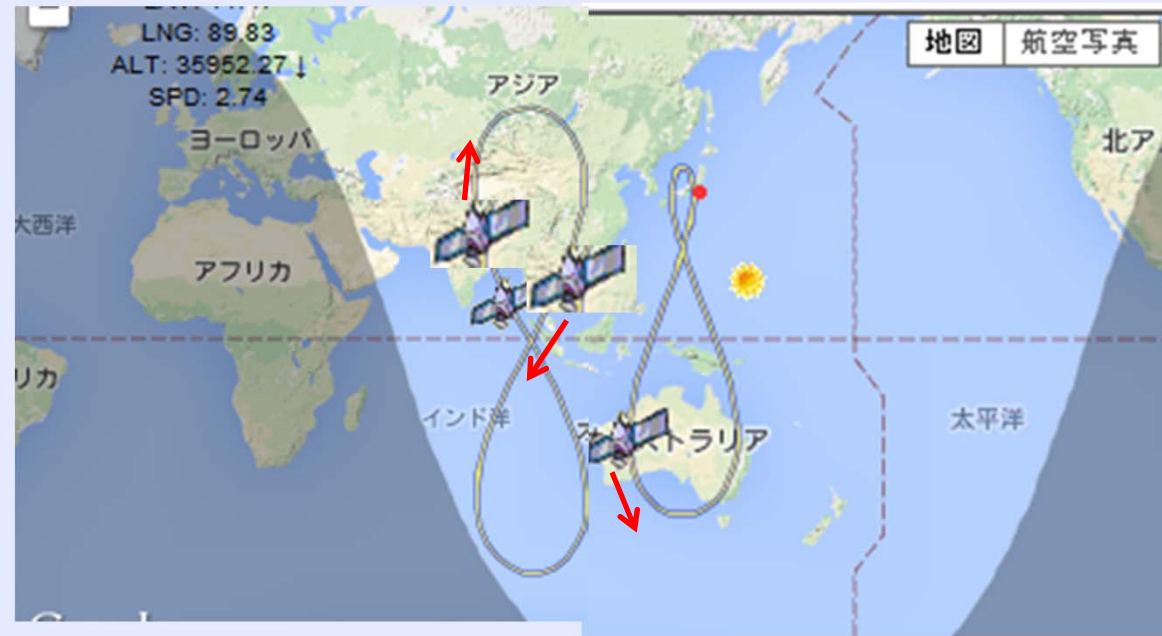 LNG: 89.83
ALT: 35952.27 ↓
SPD: 2.74
地図
航空写真
アジア
ヨーロッパ
北ア
大西洋
アフリカ
リカ
インド洋
ストラリア
太平洋